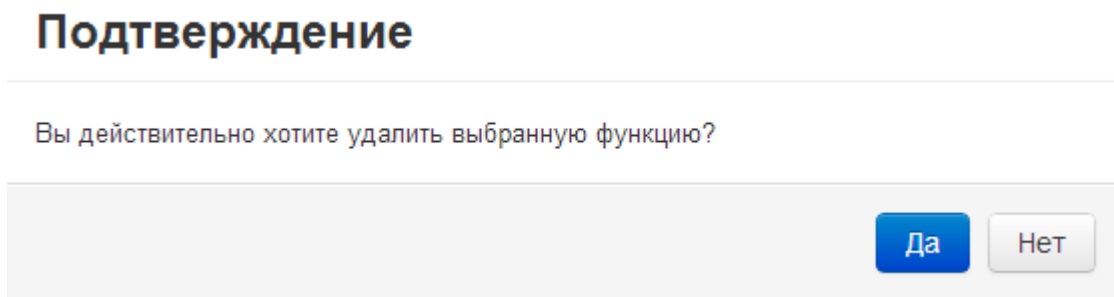 Подтверждение
Вы действительно хотите удалить выбранную функцию?
Да Нет